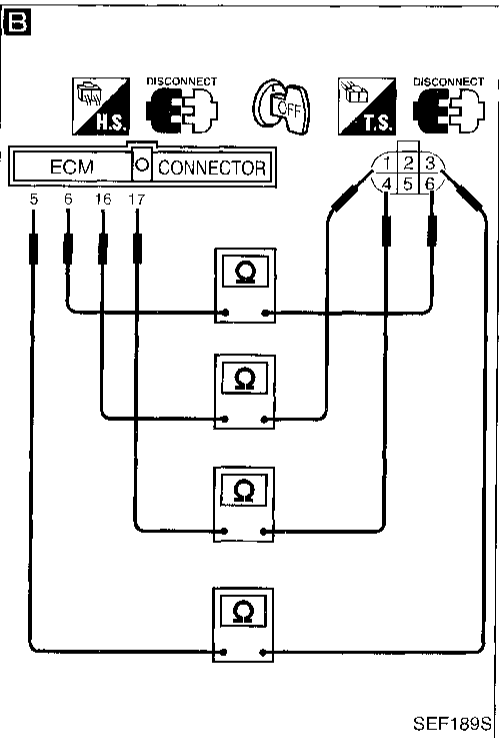 B
DISCONNECT
DISCONNECT
H.S.
OFF
T.S.
ECM CONNECTOR
1 2 3
4 5 6
5 6 16 17
Ω
Ω
Ω
Ω
SEF189S